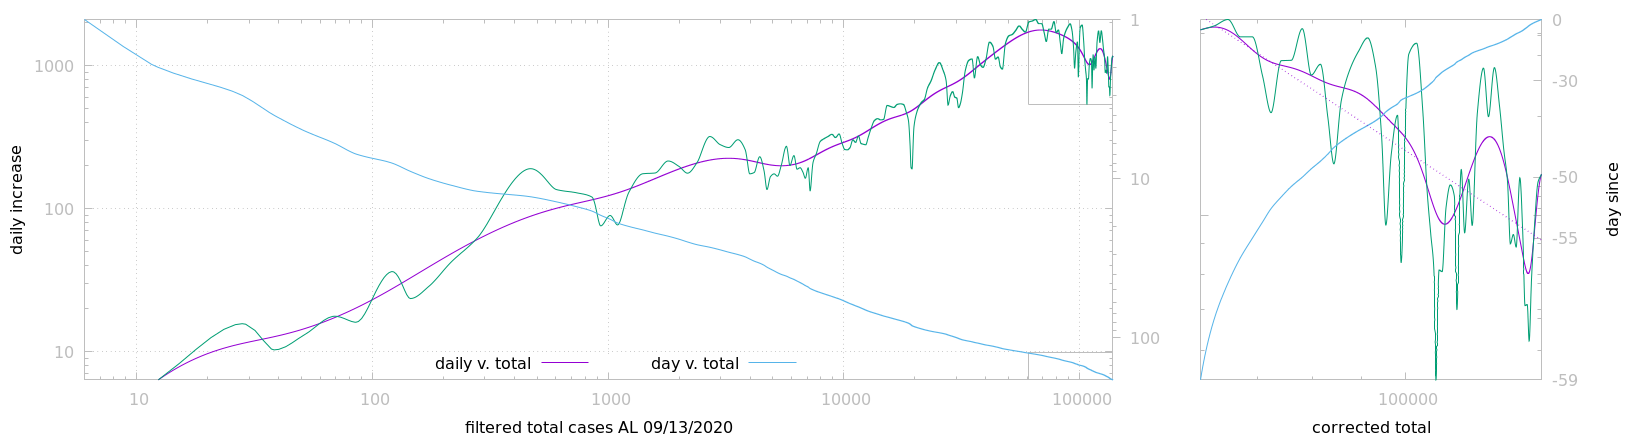 daily increase
1000
100
10
10
100
1000
10000
100000
filtered total cases AL 09/13/2020
daily v. total
day v. total
1
10
100
0
-30
-50
-55
-59
day since
100000
corrected total